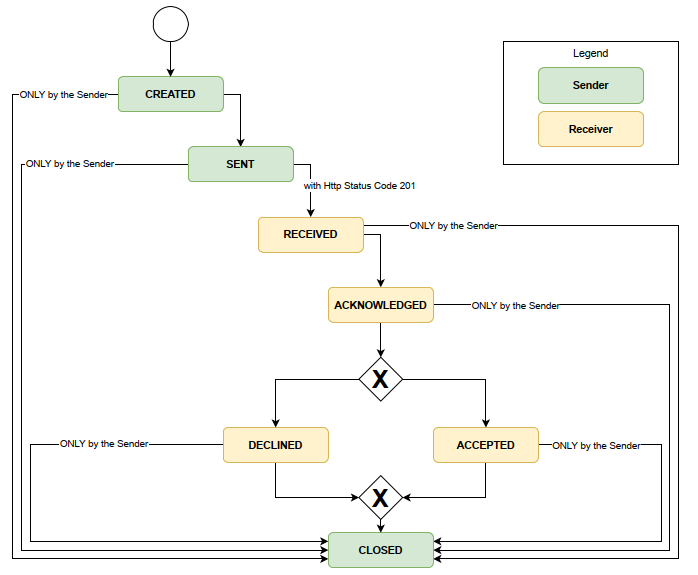 Legend
Sender
Receiver
ONLY by the Sender
CREATED
ONLY by the Sender
SENT
with Http Status Code 201
RECEIVED
ONLY by the Sender
ACKNOWLEDGED
ONLY by the Sender
X
ONLY by the Sender
DECLINED
ACCEPTED
ONLY by the Sender
X
CLOSED